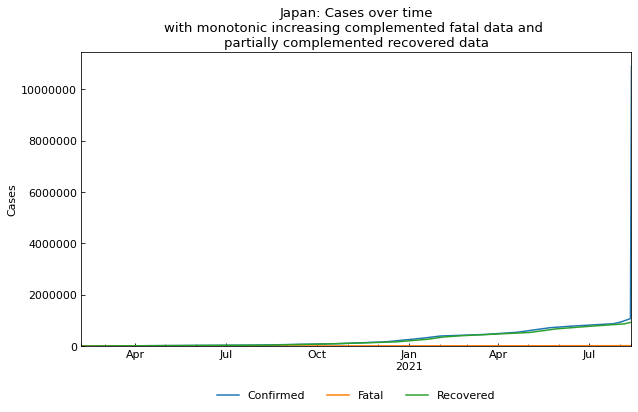 Japan: Cases over time
with monotonic increasing complemented fatal data and
partially complemented recovered data
10000000
8000000
6000000
4000000
2000000
0
Cases
Apr
Jul
Oct
Jan
2021
Apr
Jul
Confirmed
Fatal
Recovered